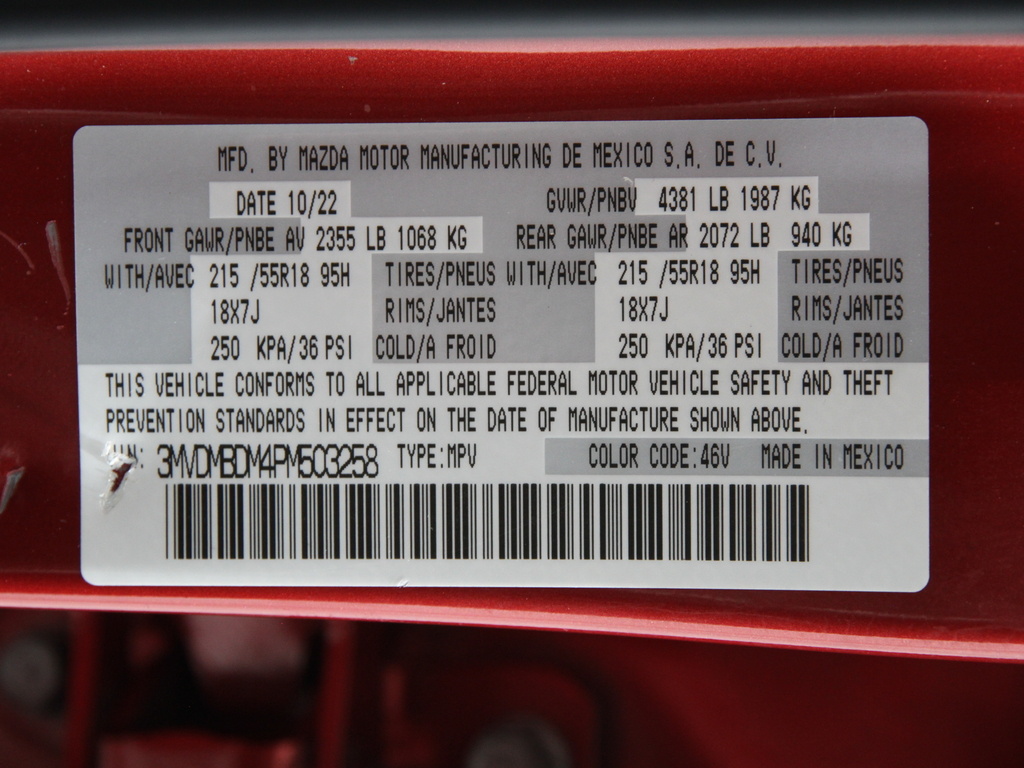 MFD. BY MAZDA MOTOR MANUFACTURING DE MEXICO S.A. DE C.V.
DATE 10/22 GVWR/PNBV 4381 LB 1987 KG
FRONT GAWR/PNBE AV 2355 LB 1068 KG REAR GAWR/PNBE AR 2072 LB 940 KG
WITH/AVEC 215 /55R18 95H TIRES/PNEUS WITH/AVEC 215 /55R18 95H TIRES/PNEUS
18X7J RIMS/JANTES 18X7J RIMS/JANTES
250 KPA/36 PSI COLD/A FROID 250 KPA/36 PSI COLD/A FROID
THIS VEHICLE CONFORMS TO ALL APPLICABLE FEDERAL MOTOR VEHICLE SAFETY AND THEFT
PREVENTION STANDARDS IN EFFECT ON THE DATE OF MANUFACTURE SHOWN ABOVE.
VIN: 3MVDMBDM4PM503258 TYPE:MPV COLOR CODE:46V MADE IN MEXICO